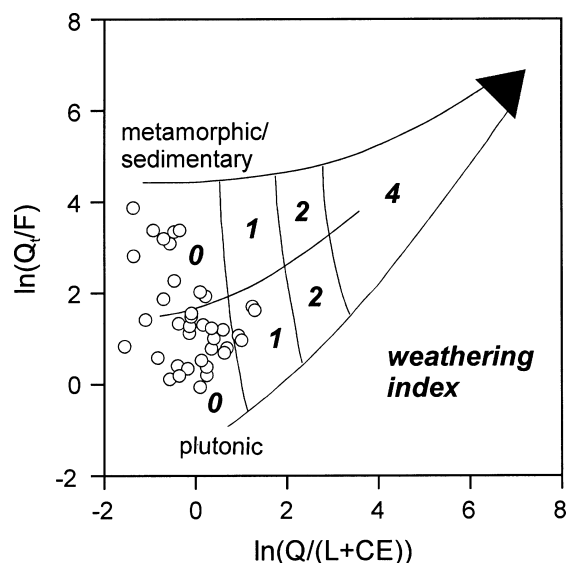 8
6
4
2
0
-2
ln(Qt/F)
metamorphic/
sedimentary
0
1
2
4
0
1
2
weathering
index
plutonic
-2
0
2
4
6
8
ln(Q/(L+CE))